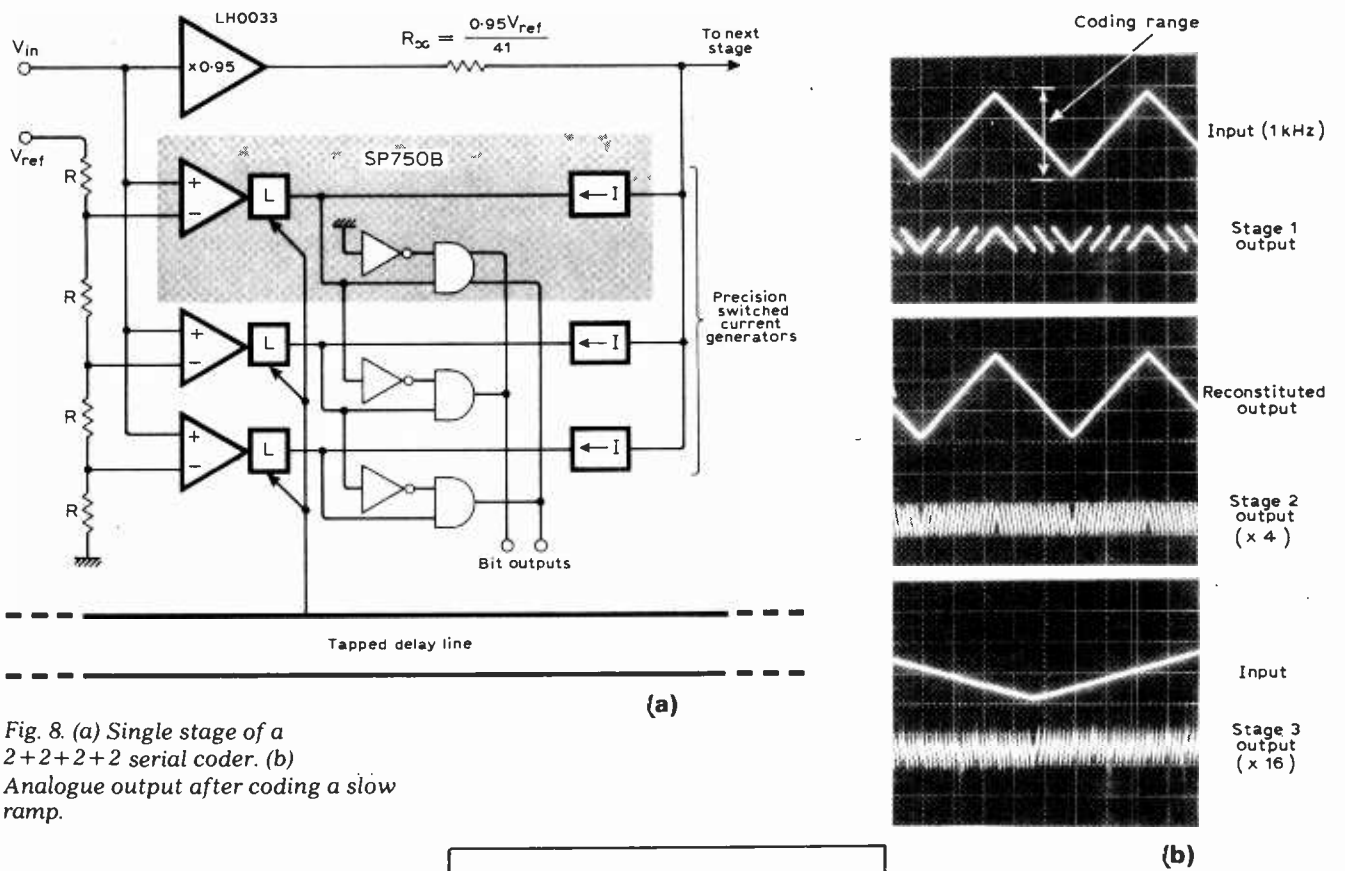 LH0033
V_in
×0·95
R_x = 0·95V_ref / 41
To next
stage
V_ref
R
SP750B
+
−
L
←I
R
+
−
L
←I
Precision
switched
current
generators
R
+
−
L
←I
R
Bit outputs
Tapped delay line
(a)
Coding range
Input (1kHz)
Stage 1
output
Reconstituted
output
Stage 2
output
(x 4)
Input
Stage 3
output
(x 16)
(b)
Fig. 8. (a) Single stage of a
2+2+2+2 serial coder. (b)
Analogue output after coding a slow
ramp.